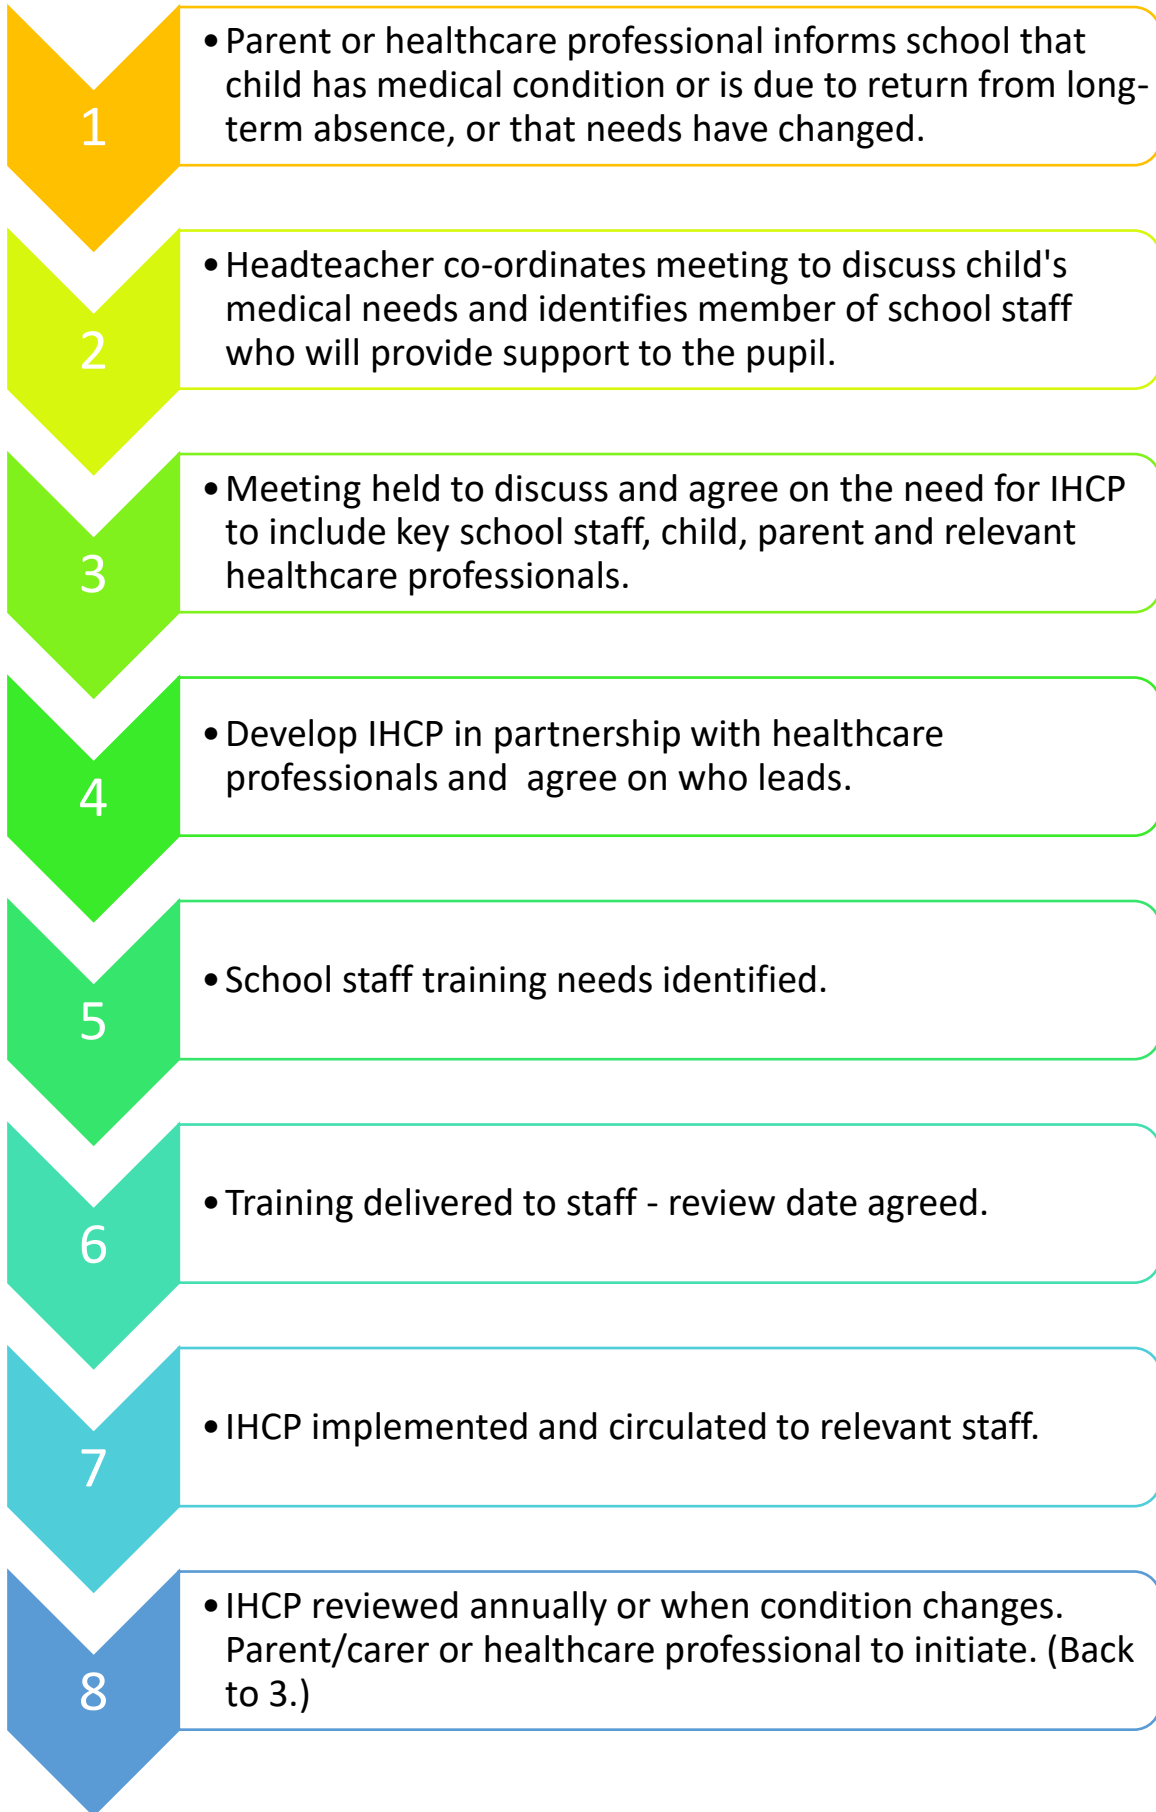 1
• Parent or healthcare professional informs school that
child has medical condition or is due to return from long-
term absence, or that needs have changed.
2
• Headteacher co-ordinates meeting to discuss child's
medical needs and identifies member of school staff
who will provide support to the pupil.
3
• Meeting held to discuss and agree on the need for IHCP
to include key school staff, child, parent and relevant
healthcare professionals.
4
• Develop IHCP in partnership with healthcare
professionals and  agree on who leads.
5
• School staff training needs identified.
6
• Training delivered to staff - review date agreed.
7
• IHCP implemented and circulated to relevant staff.
8
• IHCP reviewed annually or when condition changes.
Parent/carer or healthcare professional to initiate. (Back
to 3.)